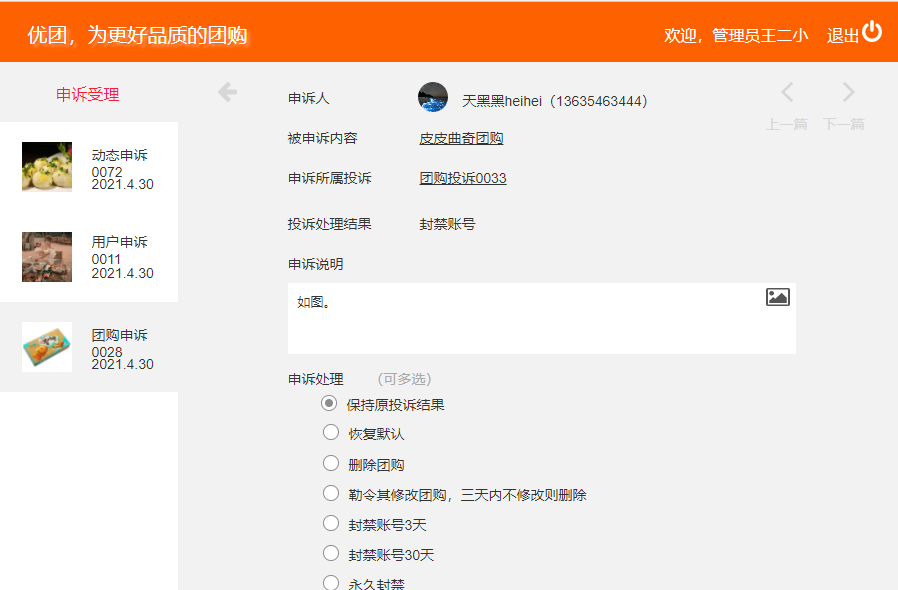 优团，为更好品质的团购
欢迎，管理员王二小 退出
申诉受理
动态申诉
0072
2021.4.30
用户申诉
0011
2021.4.30
团购申诉
0028
2021.4.30
申诉人 天黑黑heihei（13635463444）
上一篇 下一篇
被申诉内容 皮皮曲奇团购
申诉所属投诉 团购投诉0033
投诉处理结果 封禁账号
申诉说明
如图。
申诉处理 （可多选）
保持原投诉结果
恢复默认
删除团购
勒令其修改团购，三天内不修改则删除
封禁账号3天
封禁账号30天
永久封禁